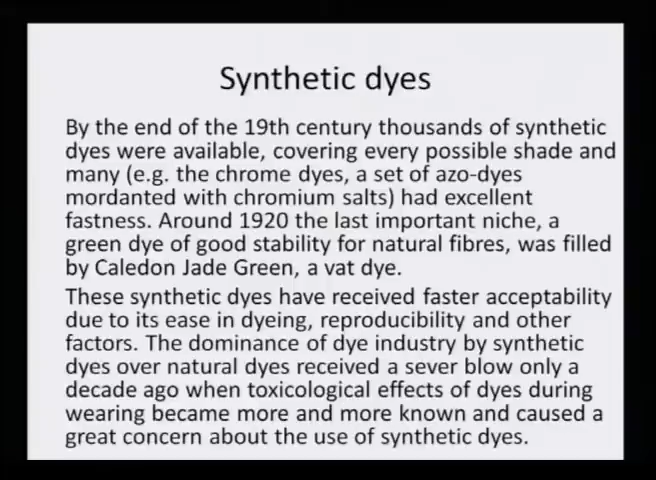 Synthetic dyes
By the end of the 19th century thousands of synthetic
dyes were available, covering every possible shade and
many (e.g. the chrome dyes, a set of azo-dyes
mordanted with chromium salts) had excellent
fastness. Around 1920 the last important niche, a
green dye of good stability for natural fibres, was filled
by Caledon Jade Green, a vat dye.
These synthetic dyes have received faster acceptability
due to its ease in dyeing, reproducibility and other
factors. The dominance of dye industry by synthetic
dyes over natural dyes received a sever blow only a
decade ago when toxicological effects of dyes during
wearing became more and more known and caused a
great concern about the use of synthetic dyes.